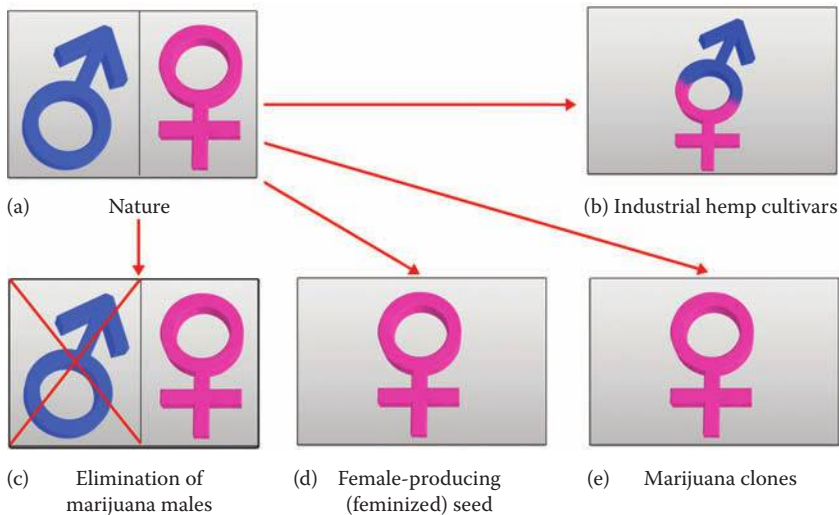 (a) Nature
(b) Industrial hemp cultivars
(c) Elimination of
marijuana males
(d) Female-producing
(feminized) seed
(e) Marijuana clones